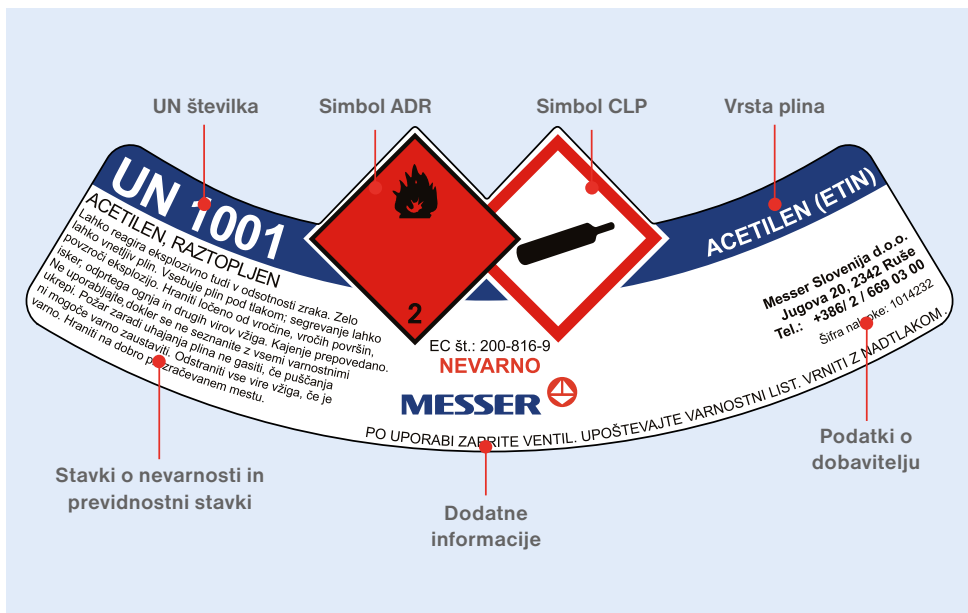 UN številka
Simbol ADR
Simbol CLP
Vrsta plina
UN 1001
ACETILEN, RAZTOPLJEN
Lahko reagira eksplozivno tudi v odsotnosti zraka. Zelo
lahko vnetljiv plin. Vsebuje plin pod tlakom; segrevanje lahko
povzroči eksplozijo. Hraniti ločeno od vročine, vročih površin,
isker, odprtega ognja in drugih virov vžiga. Kajenje prepovedano.
Ne uporabljajte, dokler se ne seznanite z vsemi varnostnimi
ukrepi. Požar zaradi uhajanja plina ne gasiti, če puščanja
ni mogoče varno zaustaviti. Odstraniti vse vire vžiga, če je
varno. Hraniti na dobro prezračevanem mestu.
2
EC št.: 200-816-9
NEVARNO
MESSER
ACETILEN (ETIN)
Messer Slovenija d.o.o.
Jugova 20, 2342 Ruše
Tel.: +386/ 2 / 669 03 00
Šifra nalepke: 1014232
PO UPORABI ZAPRITE VENTIL. UPOŠTEVAJTE VARNOSTNI LIST. VRNITI Z NADTLAKOM.
Stavki o nevarnosti in
previdnostni stavki
Dodatne
informacije
Podatki o
dobavitelju